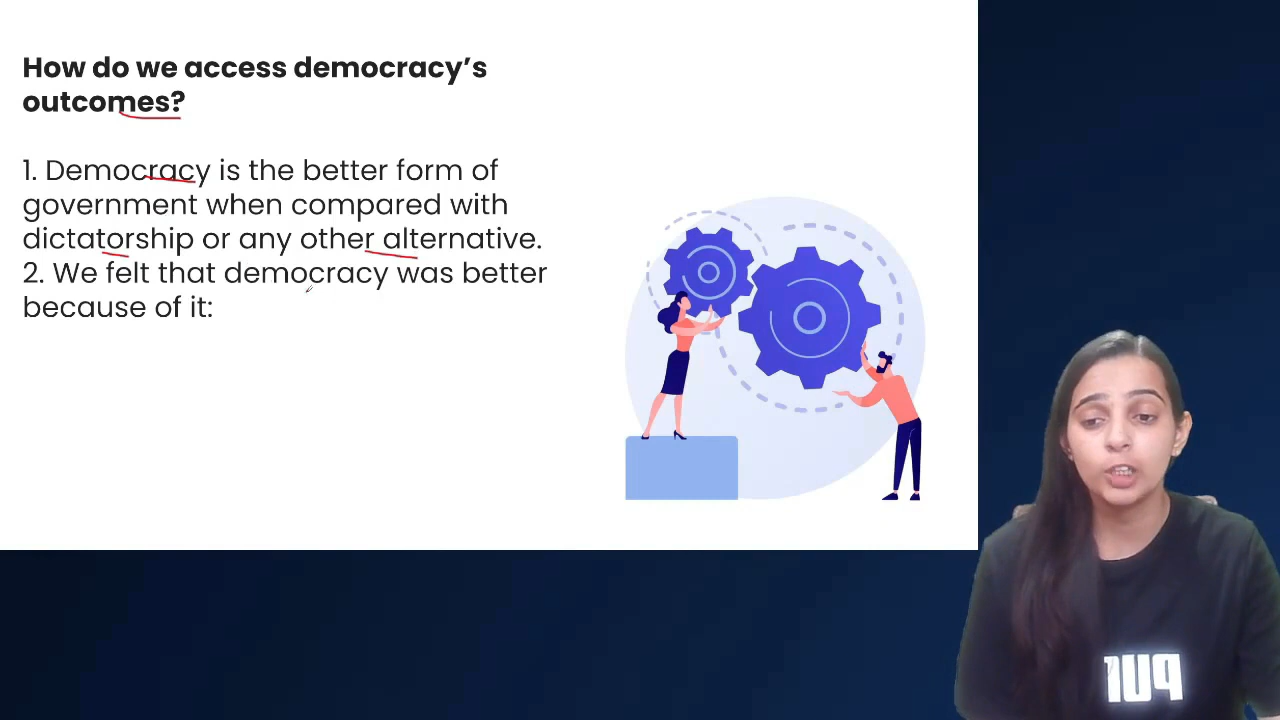 How do we access democracy's
outcomes?
1. Democracy is the better form of
government when compared with
dictatorship or any other alternative.
2. We felt that democracy was better
because of it: